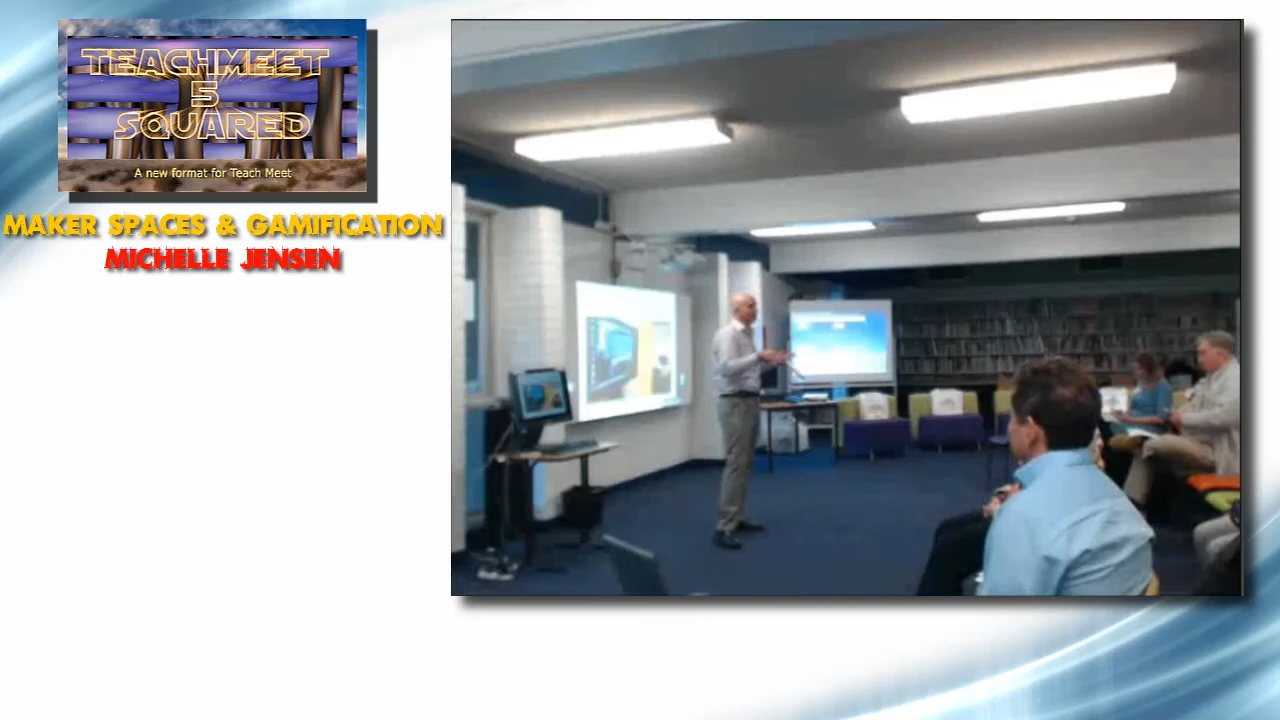 TEACHMEET
5
SQUARED
A new format for Teach Meet
MAKER SPACES & GAMIFICATION
MICHELLE JENSEN